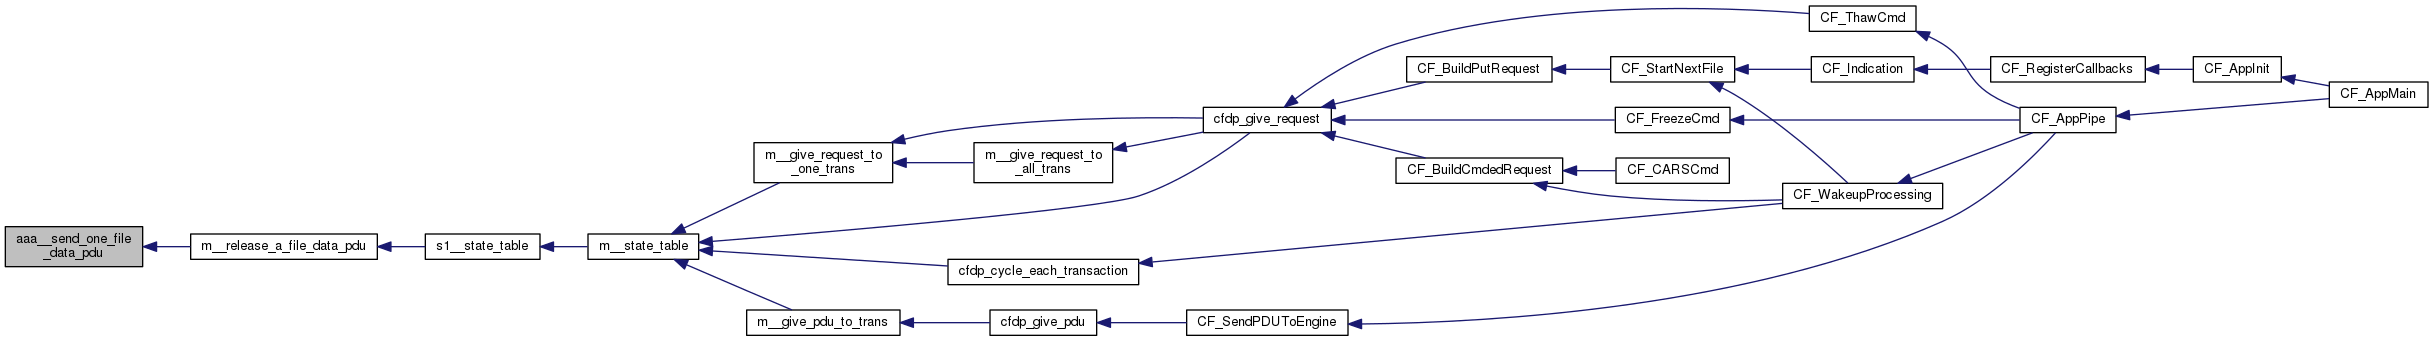 CF_ThawCmd
CF_BuildPutRequest
CF_StartNextFile
CF_Indication
CF_RegisterCallbacks
CF_AppInit
CF_AppMain
cfdp_give_request
CF_FreezeCmd
CF_AppPipe
m__give_request_to
_one_trans
m__give_request_to
_all_trans
CF_BuildCmdedRequest
CF_CARSCmd
CF_WakeupProcessing
aaa__send_one_file
_data_pdu
m__release_a_file_data_pdu
s1__state_table
m__state_table
cfdp_cycle_each_transaction
m__give_pdu_to_trans
cfdp_give_pdu
CF_SendPDUToEngine